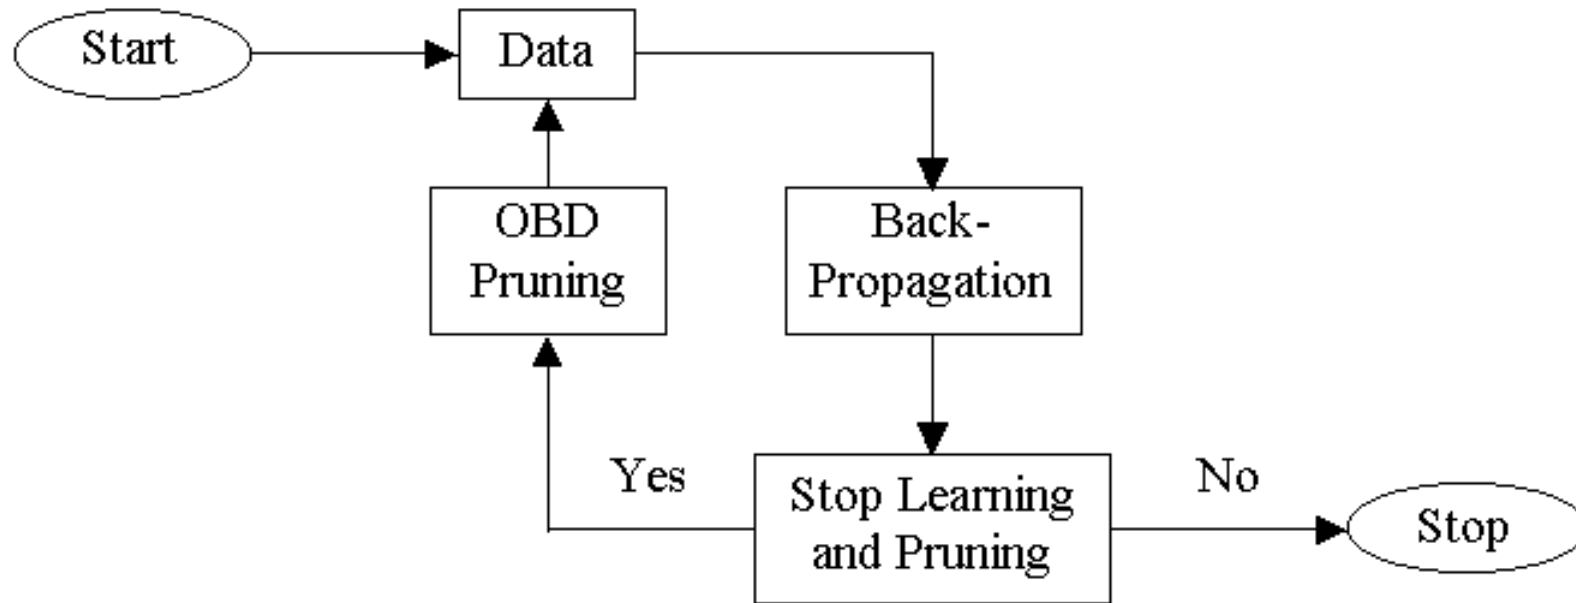 Start
Data
OBD
Pruning
Back-
Propagation
Yes
Stop Learning
and Pruning
No
Stop